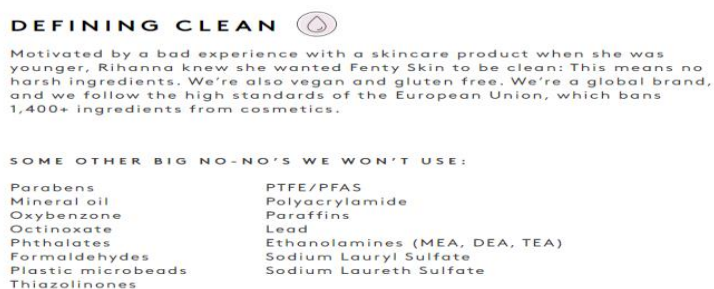 DEFINING CLEAN
Motivated by a bad experience with a skincare product when she was
younger, Rihanna knew she wanted Fenty Skin to be clean: This means no
harsh ingredients. We're also vegan and gluten free. We're a global brand,
and we follow the high standards of the European Union, which bans
1,400+ ingredients from cosmetics.
SOME OTHER BIG NO-NO'S WE WON'T USE:
Parabens
Mineral oil
Oxybenzone
Octinoxate
Phthalates
Formaldehydes
Plastic microbeads
Thiazolinones
PTFE/PFAS
Polyacrylamide
Paraffins
Lead
Ethanolamines (MEA, DEA, TEA)
Sodium Lauryl Sulfate
Sodium Laureth Sulfate